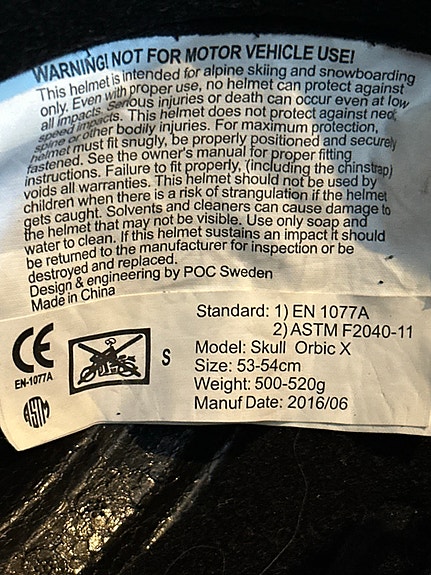 WARNING! NOT FOR MOTOR VEHICLE USE!
This helmet is intended for alpine skiing and snowboarding
only. Even with proper use, no helmet can protect against
all impacts. Serious injuries or death can occur even at low
speed impacts. This helmet does not protect against neck,
spine or other bodily injuries. For maximum protection,
helmet must fit snugly, be properly positioned and securely
fastened. See the owner's manual for proper fitting
instructions. Failure to fit properly, (including the chinstrap)
voids all warranties. This helmet should not be used by
children when there is a risk of strangulation if the helmet
gets caught. Solvents and cleaners can cause damage to
the helmet that may not be visible. Use only soap and
water to clean. If this helmet sustains an impact it should
be returned to the manufacturer for inspection or be
destroyed and replaced.
Design & engineering by POC Sweden
Made in China
CE
EN-1077A
S
ASTM
Standard: 1) EN 1077A
2) ASTM F2040-11
Model: Skull Orbic X
Size: 53-54cm
Weight: 500-520g
Manuf Date: 2016/06